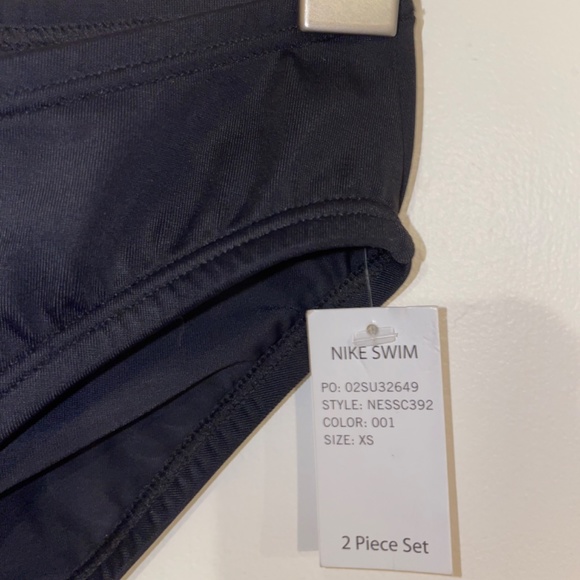 NIKE SWIM
PO: 02SU32649
STYLE: NESSC392
COLOR: 001
SIZE: XS
2 Piece Set